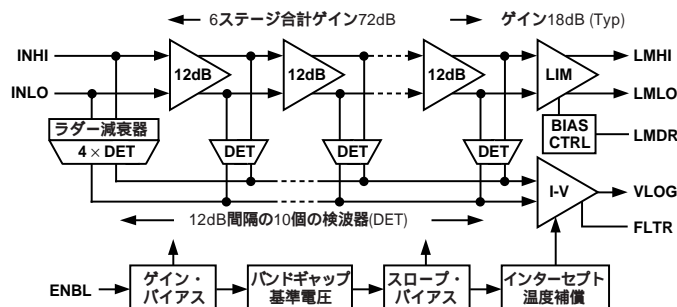 6ステージ合計ゲイン72dB
ゲイン18dB (Typ)
INHI
INLO
12dB
12dB
12dB
LIM
LMHI
LMLO
ラダー減衰器
4 × DET
DET
DET
DET
BIAS
CTRL
LMDR
I-V
VLOG
FLTR
12dB間隔の10個の検波器(DET)
ENBL
ゲイン・
バイアス
バンドギャップ
基準電圧
スロープ・
バイアス
インターセプト
温度補償